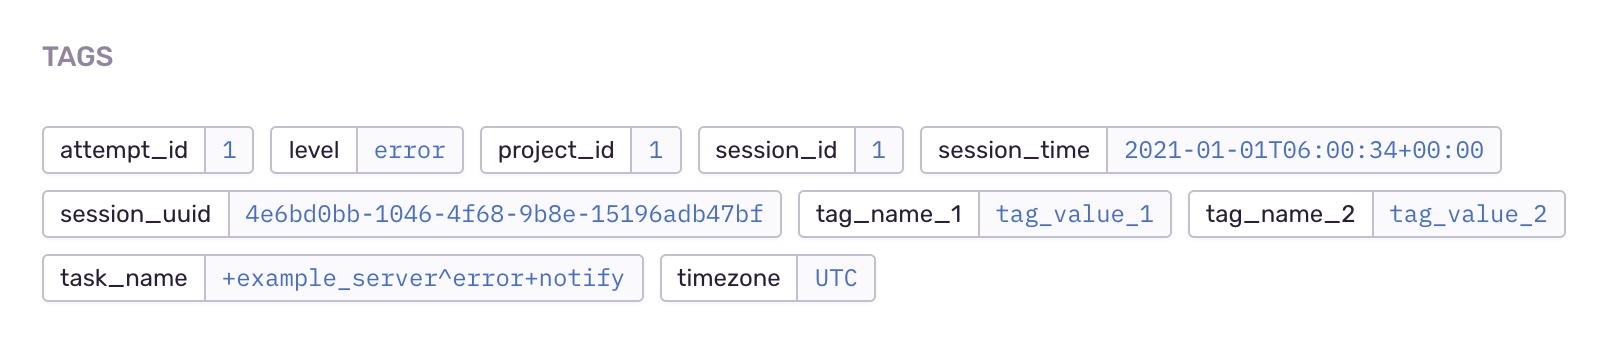 TAGS
attempt_id 1 level error project_id 1 session_id 1 session_time 2021-01-01T06:00:34+00:00
session_uuid 4e6bd0bb-1046-4f68-9b8e-15196adb47bf tag_name_1 tag_value_1 tag_name_2 tag_value_2
task_name +example_server^error+notify timezone UTC